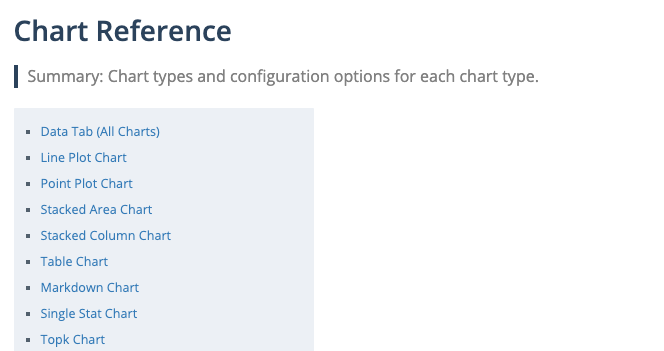 Chart Reference
Summary: Chart types and configuration options for each chart type.
Data Tab (All Charts)
Line Plot Chart
Point Plot Chart
Stacked Area Chart
Stacked Column Chart
Table Chart
Markdown Chart
Single Stat Chart
Topk Chart